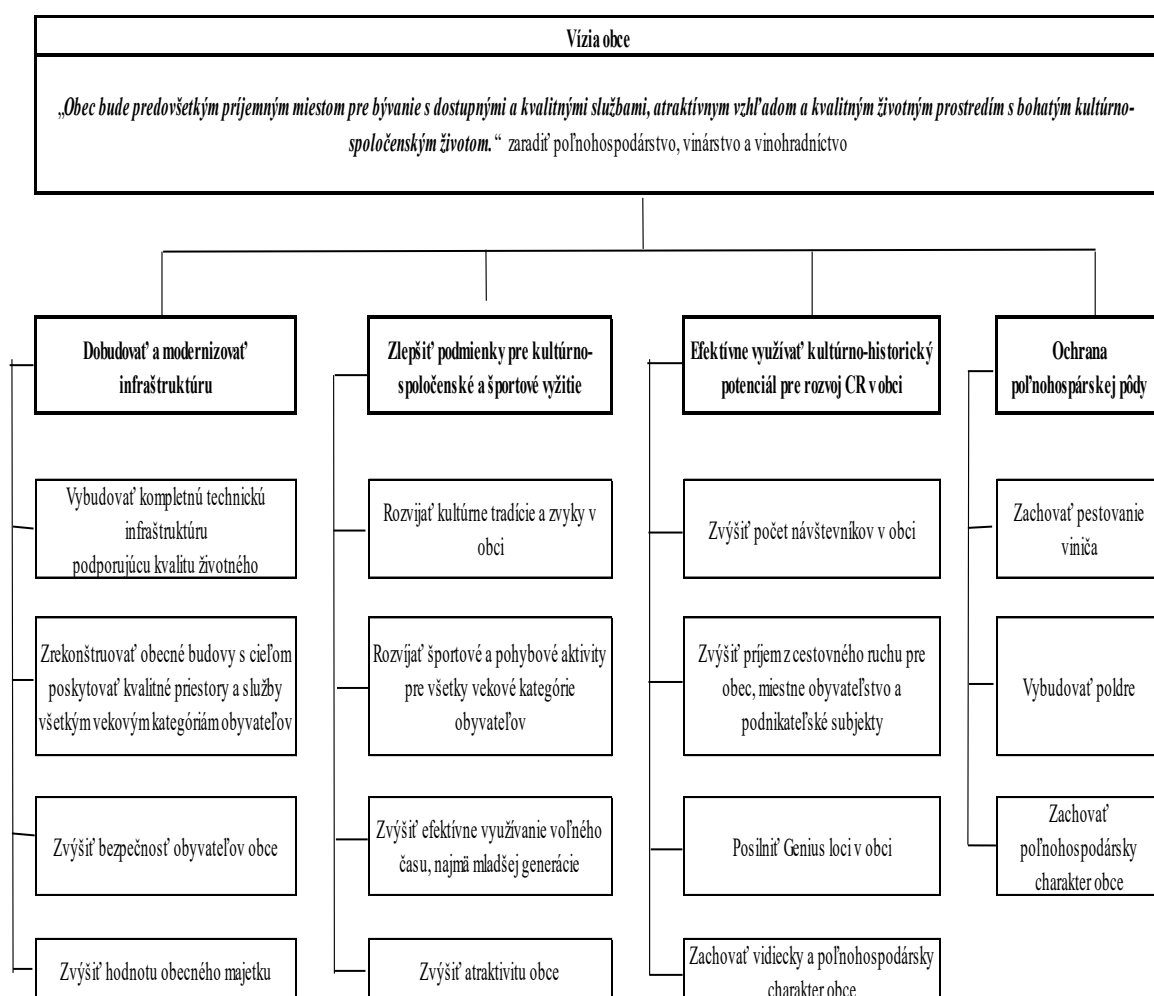 Vízia obce
„Obec bude predovšetkým príjemným miestom pre bývanie s dostupnými a kvalitnými službami, atraktívnym vzhľadom a kvalitným životným prostredím s bohatým kultúrno-
spoločenským životom.“ zaradiť poľnohospodárstvo, vinárstvo a vinohradníctvo
Dobudovať a modernizovať
infraštruktúru
Vybudovať kompletnú technickú
infraštruktúru
podporujúcu kvalitu životného
Zrekonštruovať obecné budovy s cieľom
poskytovať kvalitné priestory a služby
všetkým vekovým kategóriám obyvateľov
Zvýšiť bezpečnosť obyvateľov obce
Zvýšiť hodnotu obecného majetku
Zlepšiť podmienky pre kultúrno-
spoločenské a športové vyžitie
Rozvijať kultúrne tradície a zvyky v
obci
Rozvíjať športové a pohybové aktivity
pre všetky vekové kategórie
obyvateľov
Zvýšiť efektívne využívanie voľného
času, najmä mladšej generácie
Zvýšiť atraktivitu obce
Efektívne využívať kultúrno-historický
potenciál pre rozvoj CR v obci
Zvýšiť počet návštevníkov v obci
Zvýšiť príjem z cestovného ruchu pre
obec, miestne obyvateľstvo a
podnikateľské subjekty
Posilniť Genius loci v obci
Zachovať vidiecky a poľnohospodársky
charakter obce
Ochrana
poľnohospárskej pôdy
Zachovať pestovanie
viniča
Vybudovať poldre
Zachovať
poľnohospodársky
charakter obce